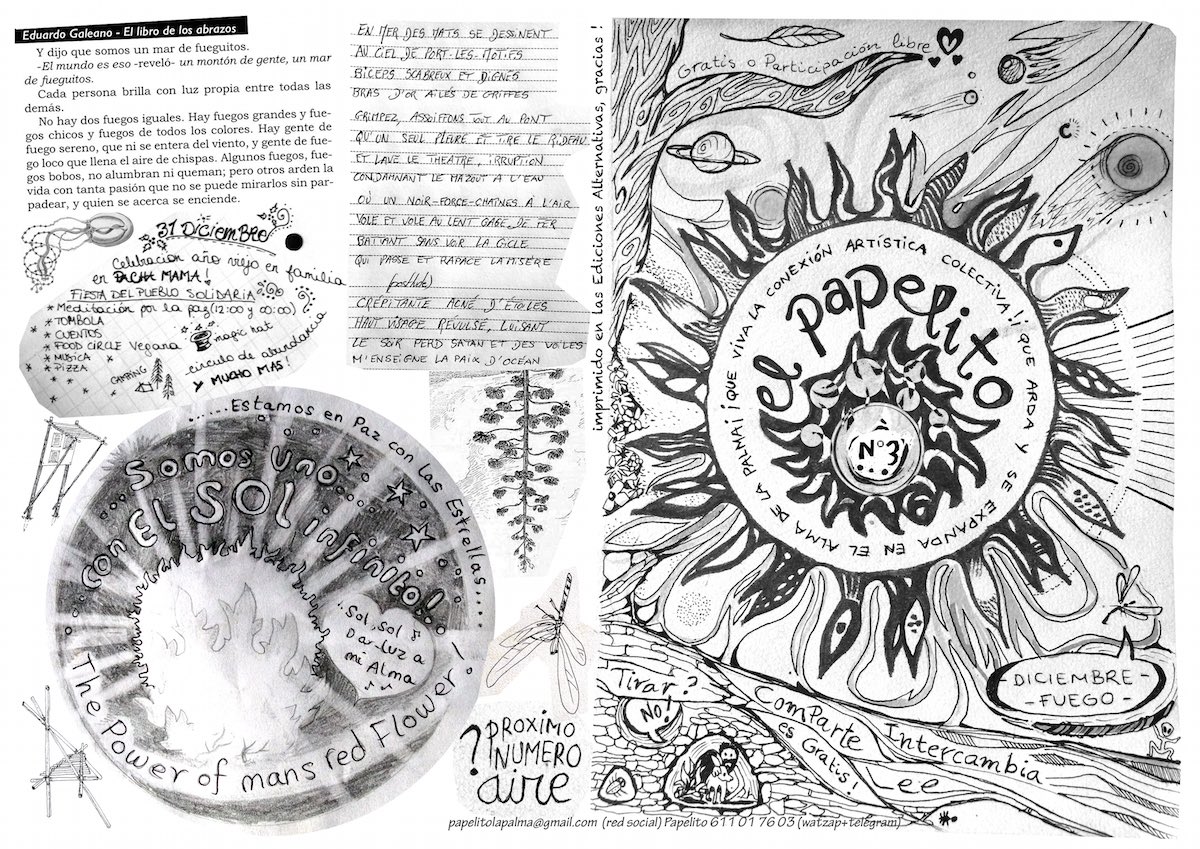 Eduardo Galeano - El libro de los abrazos
Y dijo que somos un mar de fueguitos.
-El mundo es eso -reveló- un montón de gente, un mar
de fueguitos.
Cada persona brilla con luz propia entre todas las
demás.
No hay dos fuegos iguales. Hay fuegos grandes y fue-
gos chicos y fuegos de todos los colores. Hay gente de
fuego sereno, que ni se entera del viento, y gente de fue-
go loco que llena el aire de chispas. Algunos fuegos, fue-
gos bobos, no alumbran ni queman; pero otros arden la
vida con tanta pasión que no se puede mirarlos sin par-
padear, y quien se acerca se enciende.
31 Diciembre
Celebracion año viejo en familia
en PACHA MAMA!
FIESTA DEL PUEBLO SOLIDARIA
* Meditación por la paz (12:00 y 00:00)
* TOMBOLA
* CUENTOS
* FOOD CIRCLE Vegana
* MUSICA
* PIZZA
magic hat
circulo de abundancia
CAMPING
y MUCHO MAS!
EN MER DES MATS SE DESSINENT
AU CIEL DE PORT-LES-MOTIFS
BICEPS SCABREUX ET DIGNES
BRAS D'OR AILÉS DE GRIFFES
GRIMPEZ, ASSOIFFONS TOUT AU PONT
QU'UN SEUL PLEURE ET TIRE LE RIDEAU
ET LAVE LE THEATRE, IRRUPTION
CONDAMNANT LE MAZOUT A L'EAU
OÙ UN NOIR-FORCE-CHAÎNES À L'AIR
VOLE ET VOLE AU LENT GAGE DE FER
BATTANT SANS VOIR LA GICLE
QUI PASSE ET RAPACE LA MISÈRE
CRÉPITANTE ACNÉ D'ÉTOILES
HAUT VISAGE RÉVULSÉ, LUISANT
LE SOIR PERD SATAN ET DES VOILES
M'ENSEIGNE LA PAIX D'OCÉAN
......Estamos en Paz con las Estrellas....
Somos uno...
con EL SOL infinito!!
"Sol, Sol
Dar-luz a
mi Alma
The Power of mans red Flower!
?PROXIMO
NUMERO
aire
imprimido en las Ediciones Alternativas, gracias !
Gratis o Participación libre
¡QUE VIVA LA CONEXIÓN ARTÍSTICA COLECTIVA!! ¡QUE ARDA Y SE EXPANDA EN EL ALMA DE LA PALMA!
el papelito
N°3
DICIEMBRE
- FUEGO -
Tirar?
No!
Comparte
es Gratis!
Intercambia
Lee
papelitolapalma@gmail.com (red social) Papelito 611 01 76 03 (watzap+telegram)